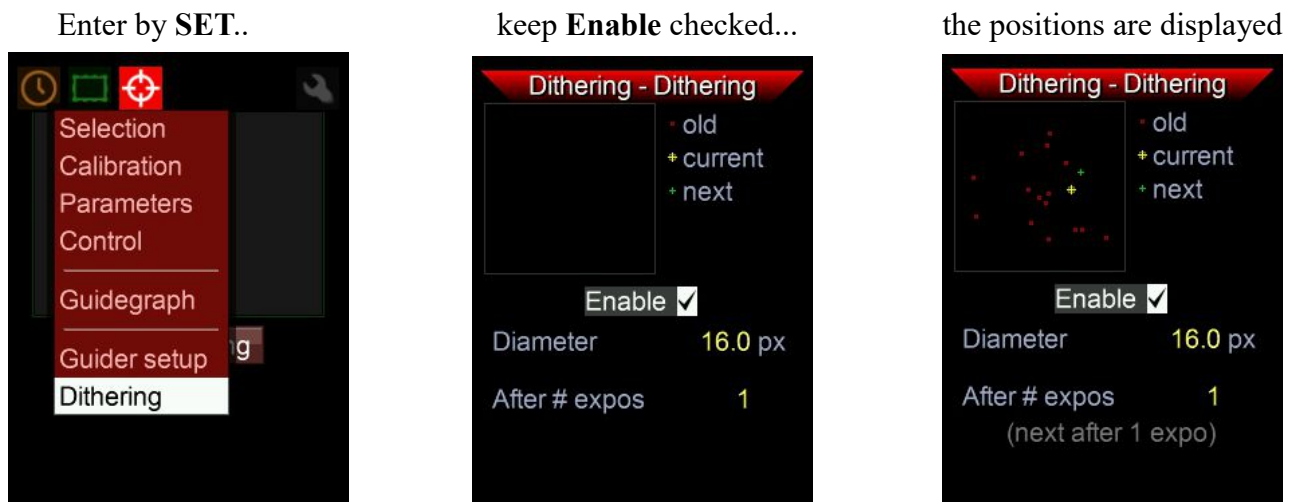 Enter by SET..
Selection
Calibration
Parameters
Control
Guidegraph
Guider setup
g
Dithering
keep Enable checked...
Dithering - Dithering
old
current
next
Enable
Diameter 16.0 px
After # expos 1
the positions are displayed
Dithering - Dithering
old
current
next
Enable
Diameter 16.0 px
After # expos 1
(next after 1 expo)